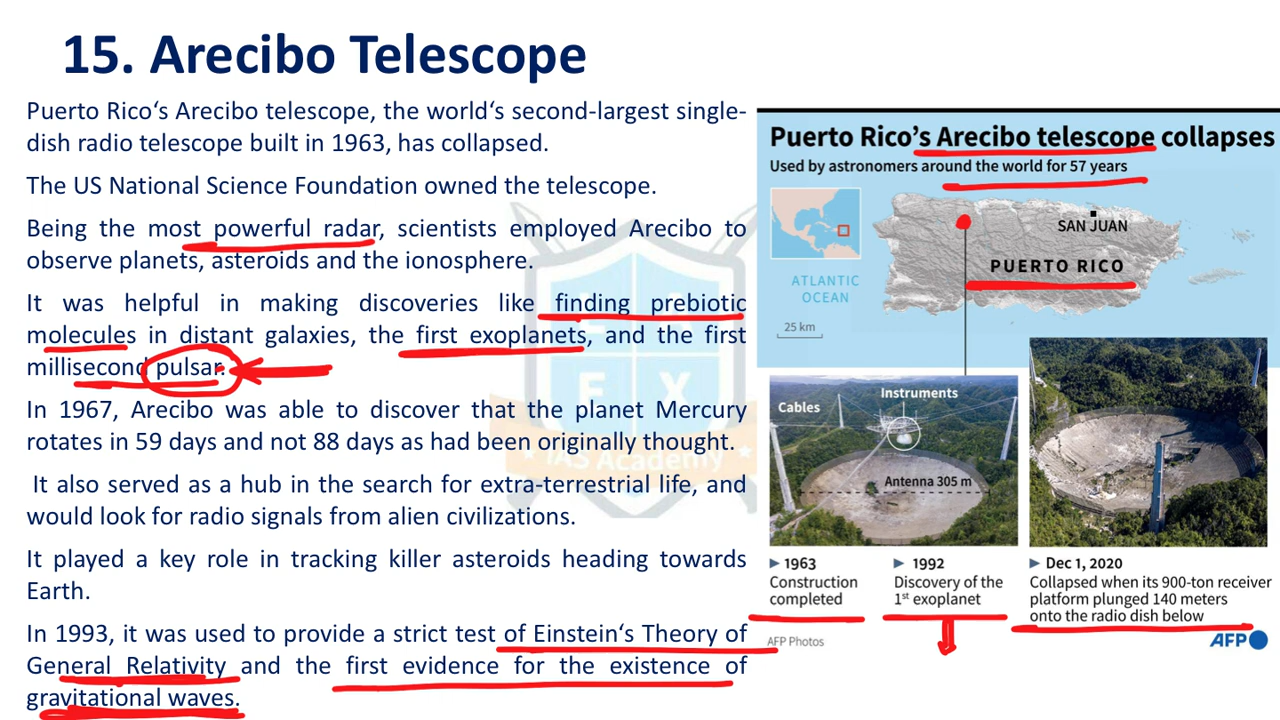 15. Arecibo Telescope
Puerto Rico‘s Arecibo telescope, the world‘s second-largest single-
dish radio telescope built in 1963, has collapsed.
The US National Science Foundation owned the telescope.
Being the most powerful radar, scientists employed Arecibo to
observe planets, asteroids and the ionosphere.
It was helpful in making discoveries like finding prebiotic
molecules in distant galaxies, the first exoplanets, and the first
millisecond pulsar.
In 1967, Arecibo was able to discover that the planet Mercury
rotates in 59 days and not 88 days as had been originally thought.
It also served as a hub in the search for extra-terrestrial life, and
would look for radio signals from alien civilizations.
It played a key role in tracking killer asteroids heading towards
Earth.
In 1993, it was used to provide a strict test of Einstein‘s Theory of
General Relativity and the first evidence for the existence of
gravitational waves.
IAS Academy
Puerto Rico’s Arecibo telescope collapses
Used by astronomers around the world for 57 years
SAN JUAN
PUERTO RICO
ATLANTIC
OCEAN
25 km
Cables
Instruments
Antenna 305 m
1963
Construction
completed
1992
Discovery of the
1st exoplanet
Dec 1, 2020
Collapsed when its 900-ton receiver
platform plunged 140 meters
onto the radio dish below
AFP Photos
AFP